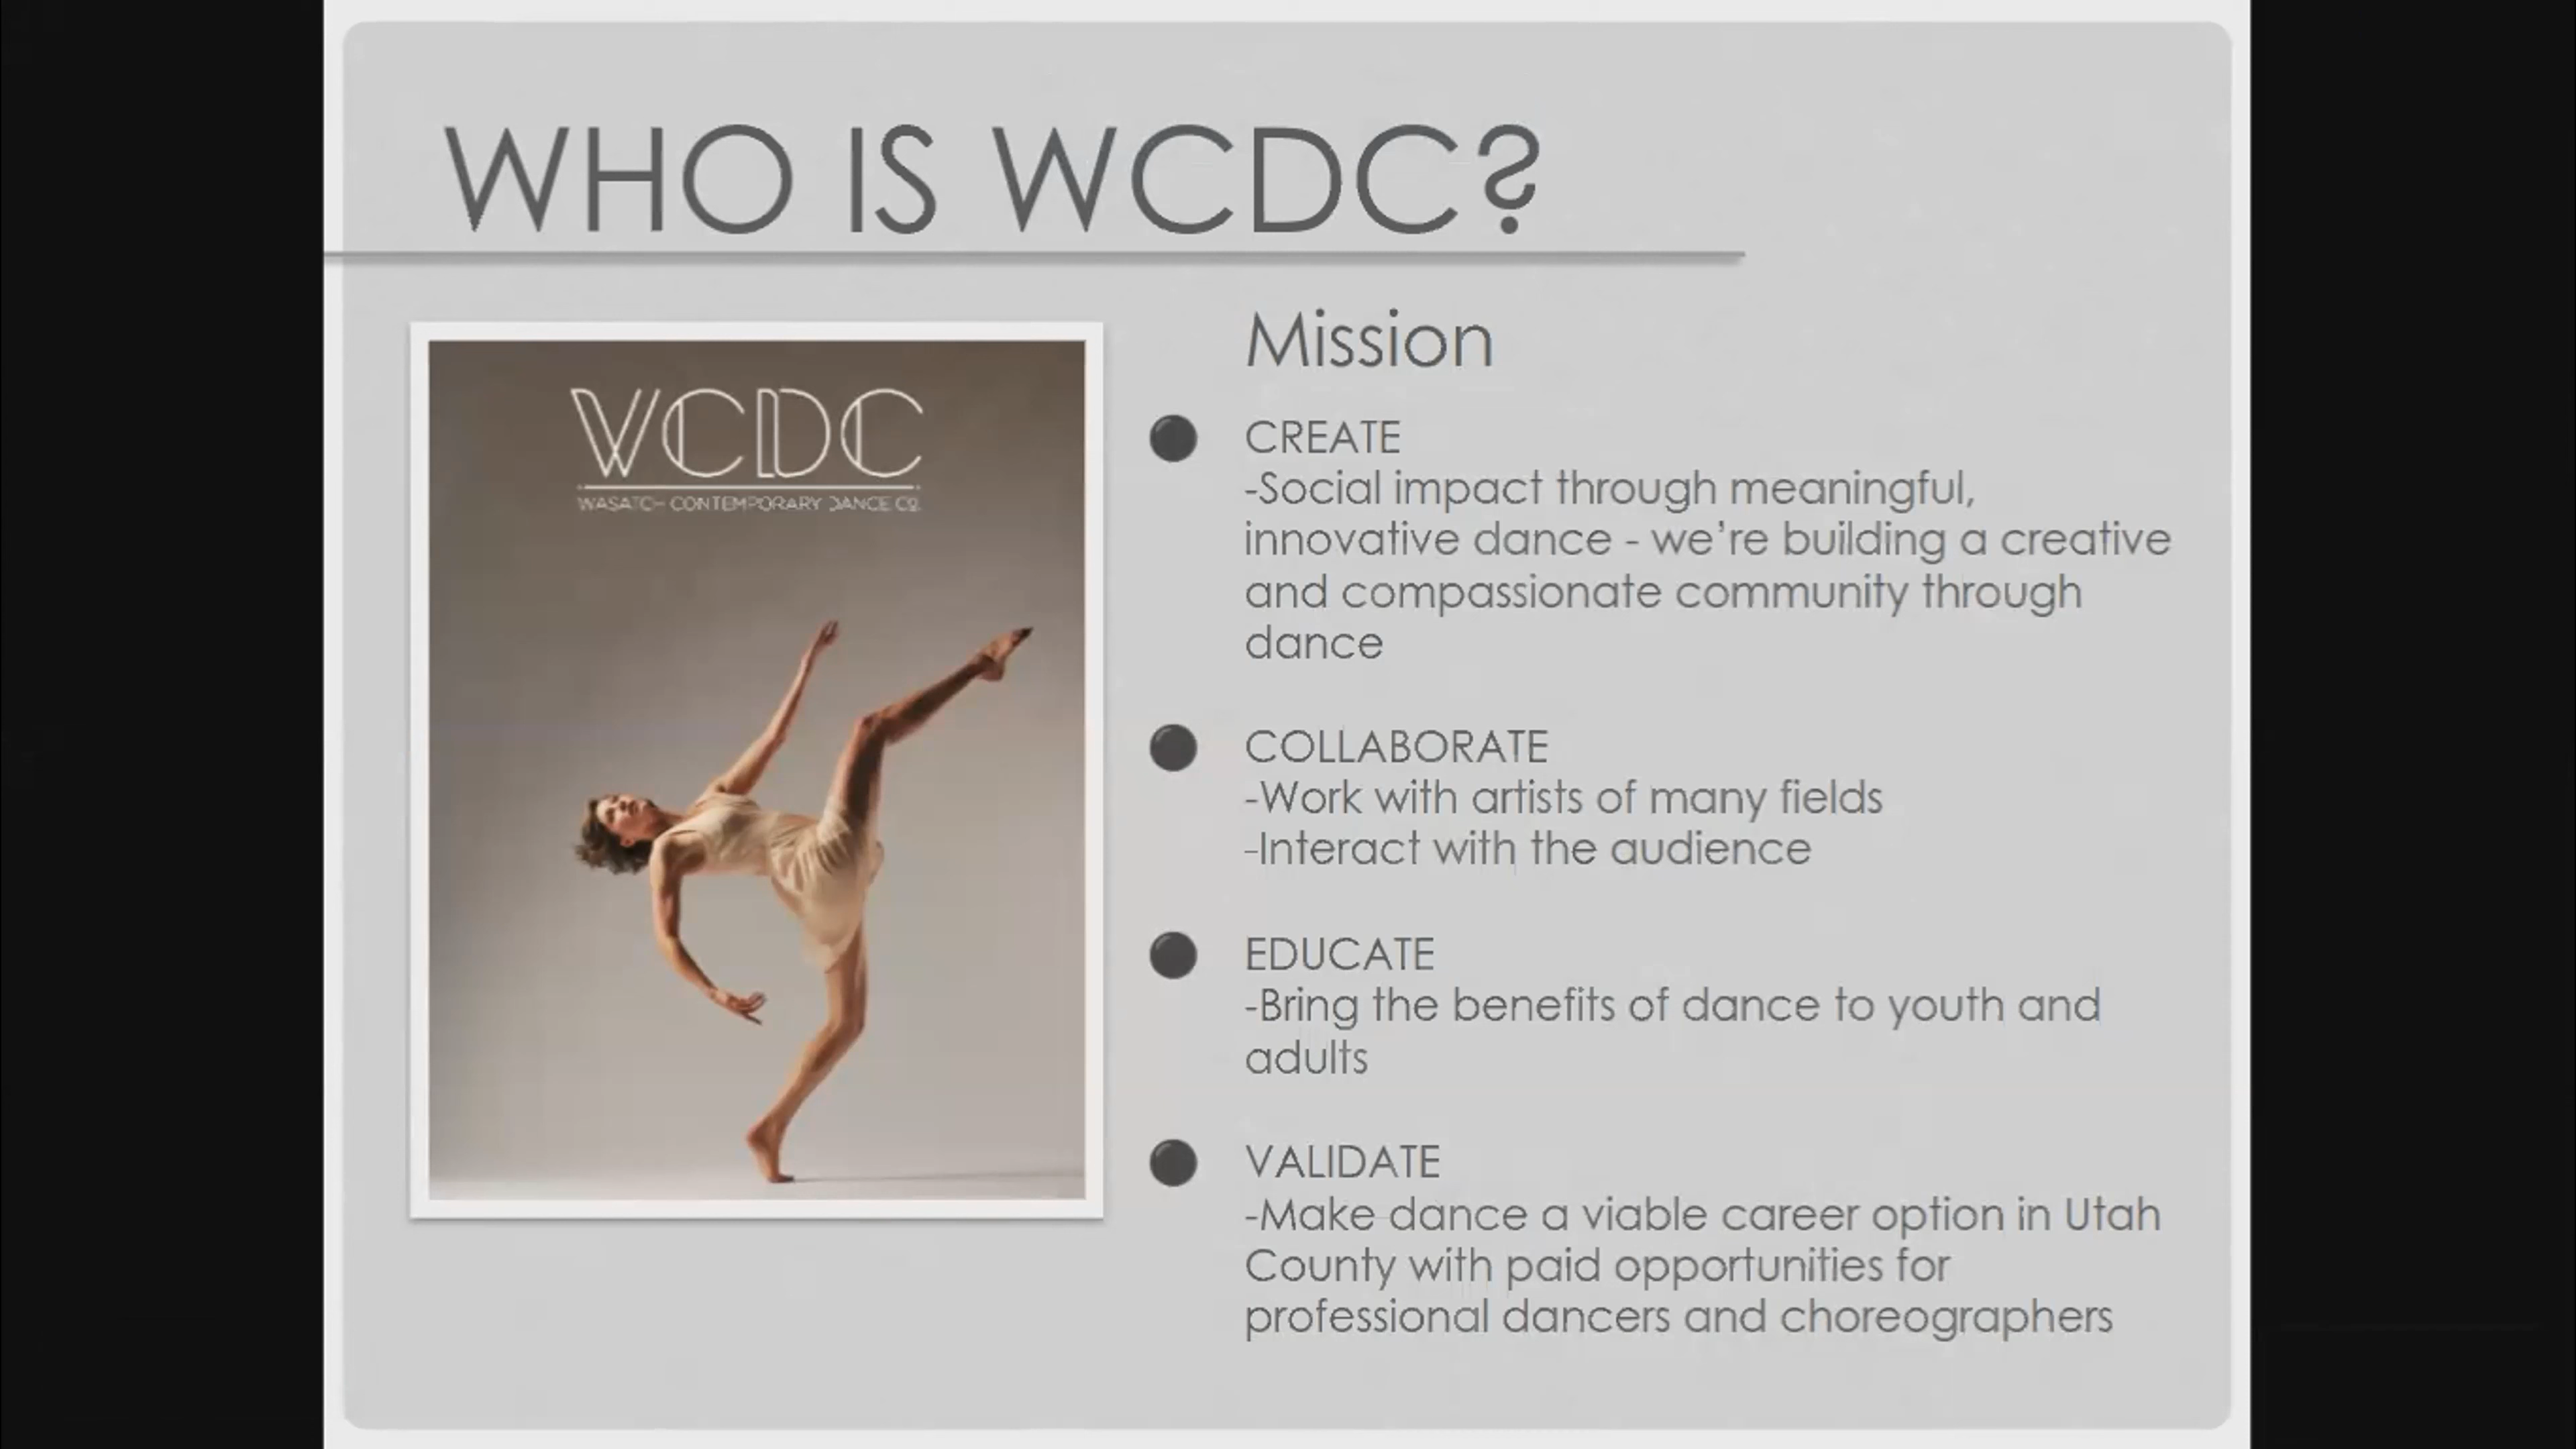 WHO IS WCDC?
WCDC
WASATCH CONTEMPORARY DANCE CO.
Mission
CREATE
-Social impact through meaningful,
innovative dance - we're building a creative
and compassionate community through
dance
COLLABORATE
-Work with artists of many fields
-Interact with the audience
EDUCATE
-Bring the benefits of dance to youth and
adults
VALIDATE
-Make dance a viable career option in Utah
County with paid opportunities for
professional dancers and choreographers